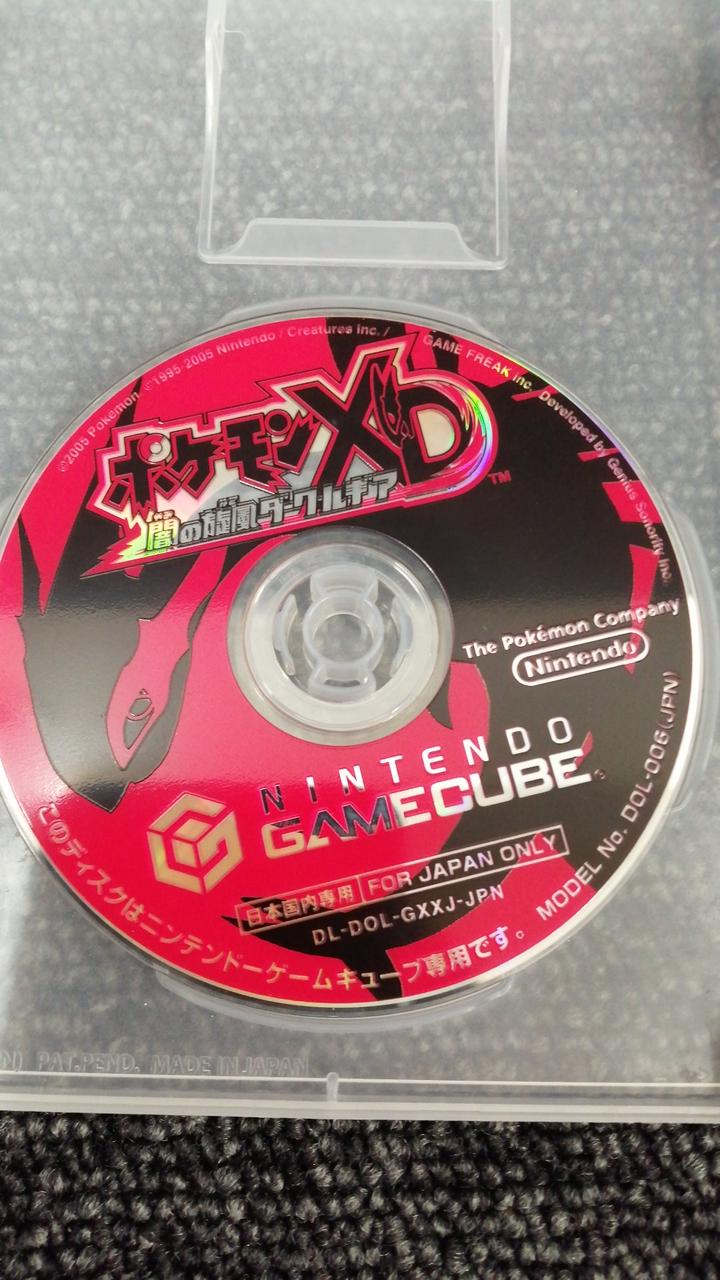 ©2005 Pokémon ©1995-2005 Nintendo / Creatures inc. / GAME FREAK inc. Developed by Genius Sonority inc.
ポケモンXD TM
やみ かぜ
闇の旋風ダーク・ルギア
The Pokémon Company
Nintendo
NINTENDO
GAMECUBE
日本国内専用 FOR JAPAN ONLY
DL-DOL-GXXJ-JPN
このディスクはニンテンドーゲームキューブ専用です。 MODEL No. DOL-006(JPN)
N) PAT.PEND. MADE IN JAPAN